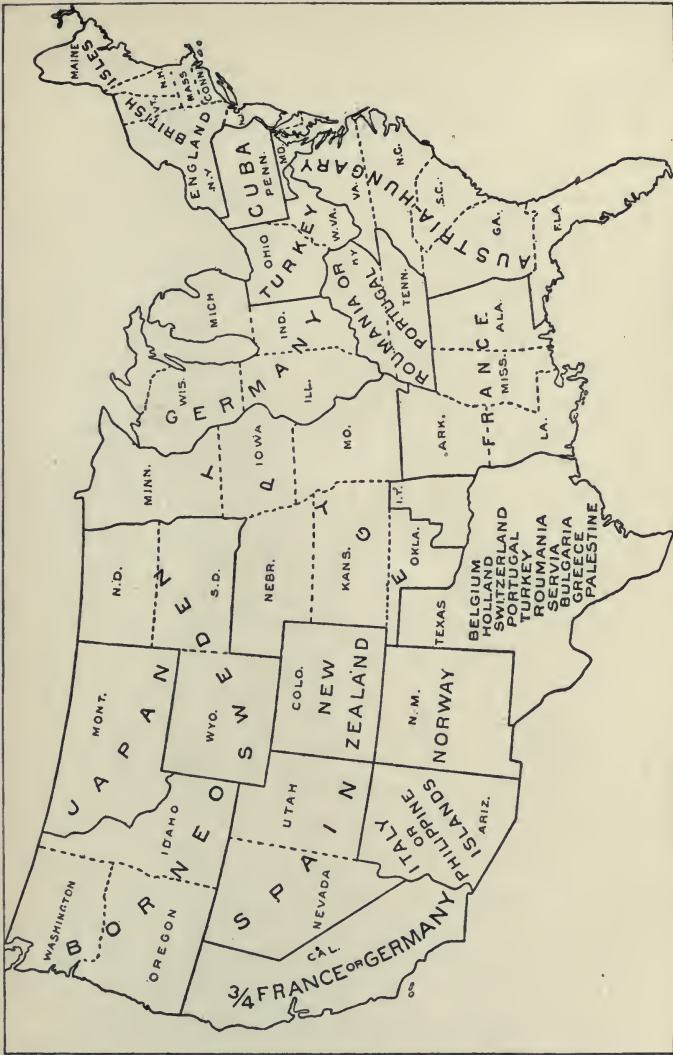 WASHINGTON
OREGON
BORNEO
IDAHO
MONT.
JAPAN
WYO.
SWEDEN
N.D.
S.D.
MINN.
IOWA
NEBR.
KANS.
MO.
EGYPT
WIS.
MICH
ILL.
IND.
GERMANY
OHIO
W.VA.
TURKEY
CUBA
PENN.
MD.
ENGLAND
N.Y
BRITISH
ISLES
MAINE
VT.
N.H.
MASS
CONN
NEVADA
UTAH
SPAIN
CAL.
3/4 FRANCE OR GERMANY
COLO.
NEW
ZEALAND
ITALY
OR
PHILIPPINE
ISLANDS
ARIZ.
N.M.
NORWAY
OKLA.
I.T.
TEXAS
BELGIUM
HOLLAND
SWITZERLAND
PORTUGAL
TURKEY
ROUMANIA
SERVIA
BULGARIA
GREECE
PALESTINE
ARK.
LA.
MISS.
ALA.
FRANCE
ROUMANIA OR
PORTUGAL
KY
TENN.
VA.
N.C.
S.C.
GA.
AUSTRIA-HUNGARY
FLA.